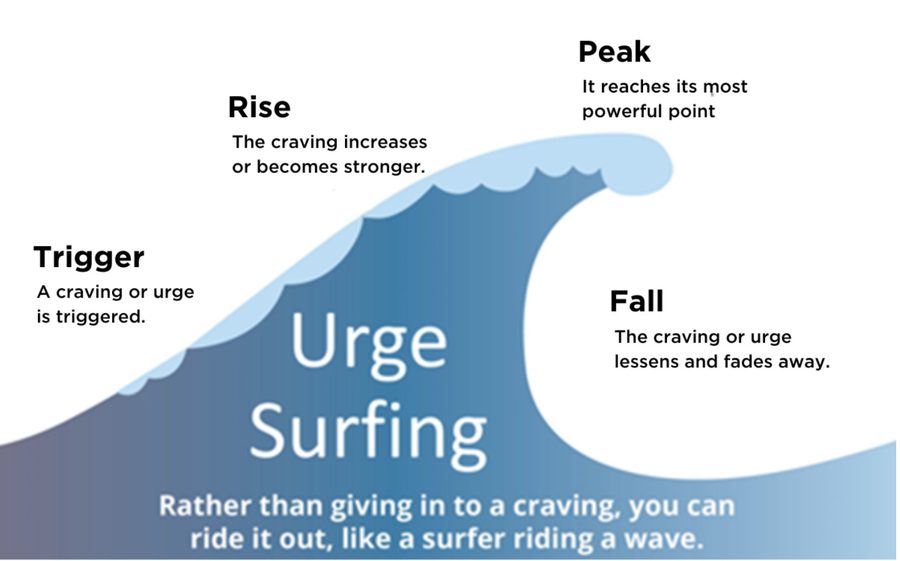 Peak
It reaches its most
powerful point
Rise
The craving increases
or becomes stronger.
Trigger
A craving or urge
is triggered.
Fall
The craving or urge
lessens and fades away.
Urge
Surfing
Rather than giving in to a craving, you can
ride it out, like a surfer riding a wave.